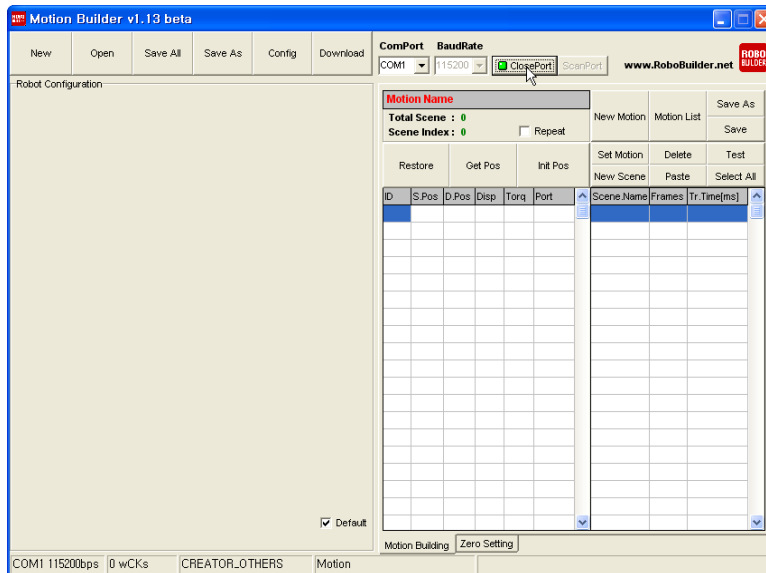 Motion Builder v1.13 beta
New Open Save All Save As Config Download
ComPort BaudRate
COM1 115200 ClosePort ScanPort www.RoboBuilder.net ROBO
BUILDER
Robot Configuration
Motion Name
Total Scene : 0
Scene Index : 0 Repeat
New Motion Motion List Save As
Save
Restore Get Pos Init Pos
Set Motion Delete Test
New Scene Paste Select All
ID S.Pos D.Pos Disp Torq Port Scene.Name Frames Tr.Time[ms]
Default
Motion Building Zero Setting
COM1 115200bps 0 wCKs CREATOR_OTHERS Motion